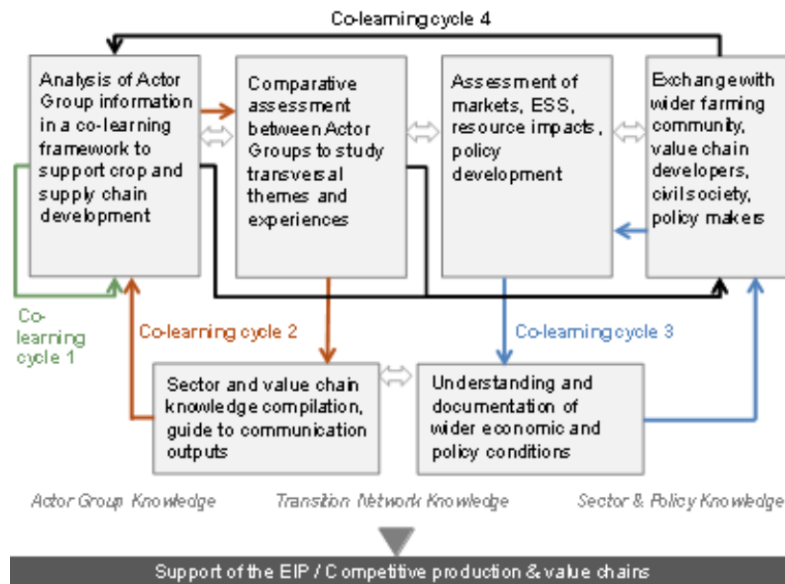 Co-learning cycle 4
Analysis of Actor
Group information
in a co-learning
framework to
support crop and
supply chain
development
Comparative
assessment
between Actor
Groups to study
transversal
themes and
experiences
Assessment of
markets, ESS,
resource impacts,
policy
development
Exchange with
wider farming
community,
value chain
developers,
civil society,
policy makers
Co-
learning
cycle 1
Co-learning cycle 2
Co-learning cycle 3
Sector and value chain
knowledge compilation,
guide to communication
outputs
Understanding and
documentation of
wider economic and
policy conditions
Actor Group Knowledge
Transition Network Knowledge
Sector & Policy Knowledge
Support of the EIP / Competitive production & value chains